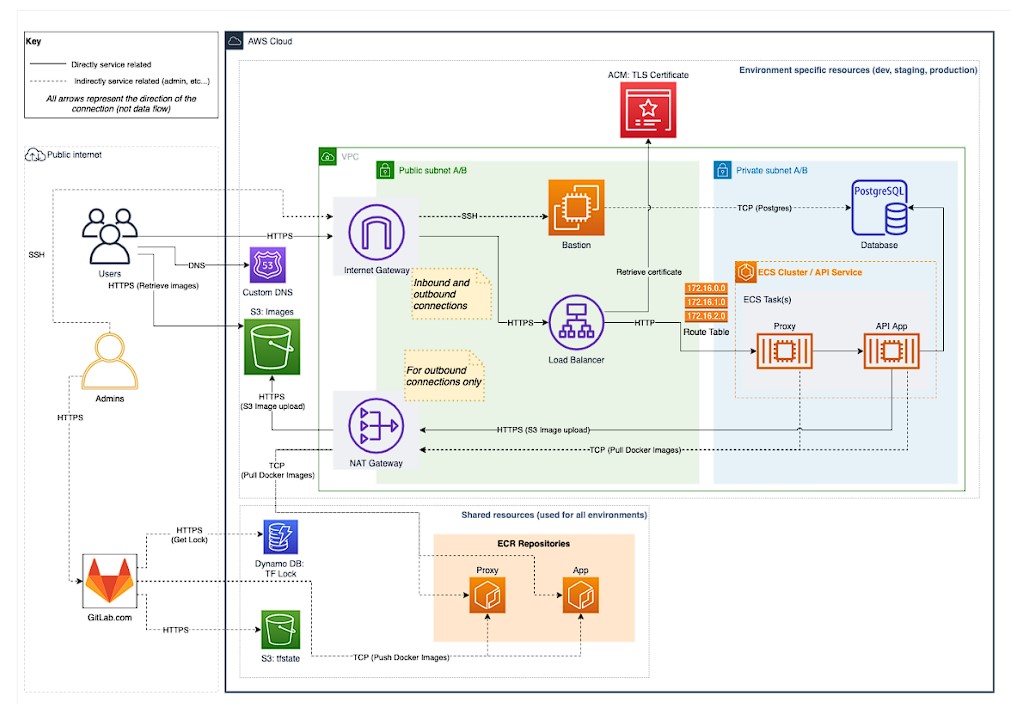 Key
Directly service related
Indirectly service related (admin, etc...)
All arrows represent the direction of the
connection (not data flow)
AWS Cloud
Environment specific resources (dev, staging, production)
ACM: TLS Certificate
Public internet
VPC
Public subnet A/B
Private subnet A/B
PostgreSQL
SSH
TCP (Postgres)
HTTPS
Users
Internet Gateway
Bastion
Database
SSH
DNS
53
Custom DNS
HTTPS (Retrieve images)
Inbound and
outbound
connections
Retrieve certificate
172.16.0.0
172.16.1.0
172.16.2.0
Route Table
ECS Cluster / API Service
ECS Task(s)
S3: Images
HTTPS
HTTP
Proxy
API App
Load Balancer
For outbound
connections only
Admins
HTTPS
(S3 Image upload)
HTTPS
HTTPS (S3 Image upload)
TCP (Pull Docker Images)
NAT Gateway
TCP
(Pull Docker Images)
Shared resources (used for all environments)
HTTPS
(Get Lock)
Dynamo DB:
TF Lock
ECR Repositories
Proxy
App
GitLab.com
HTTPS
S3: tfstate
TCP (Push Docker Images)